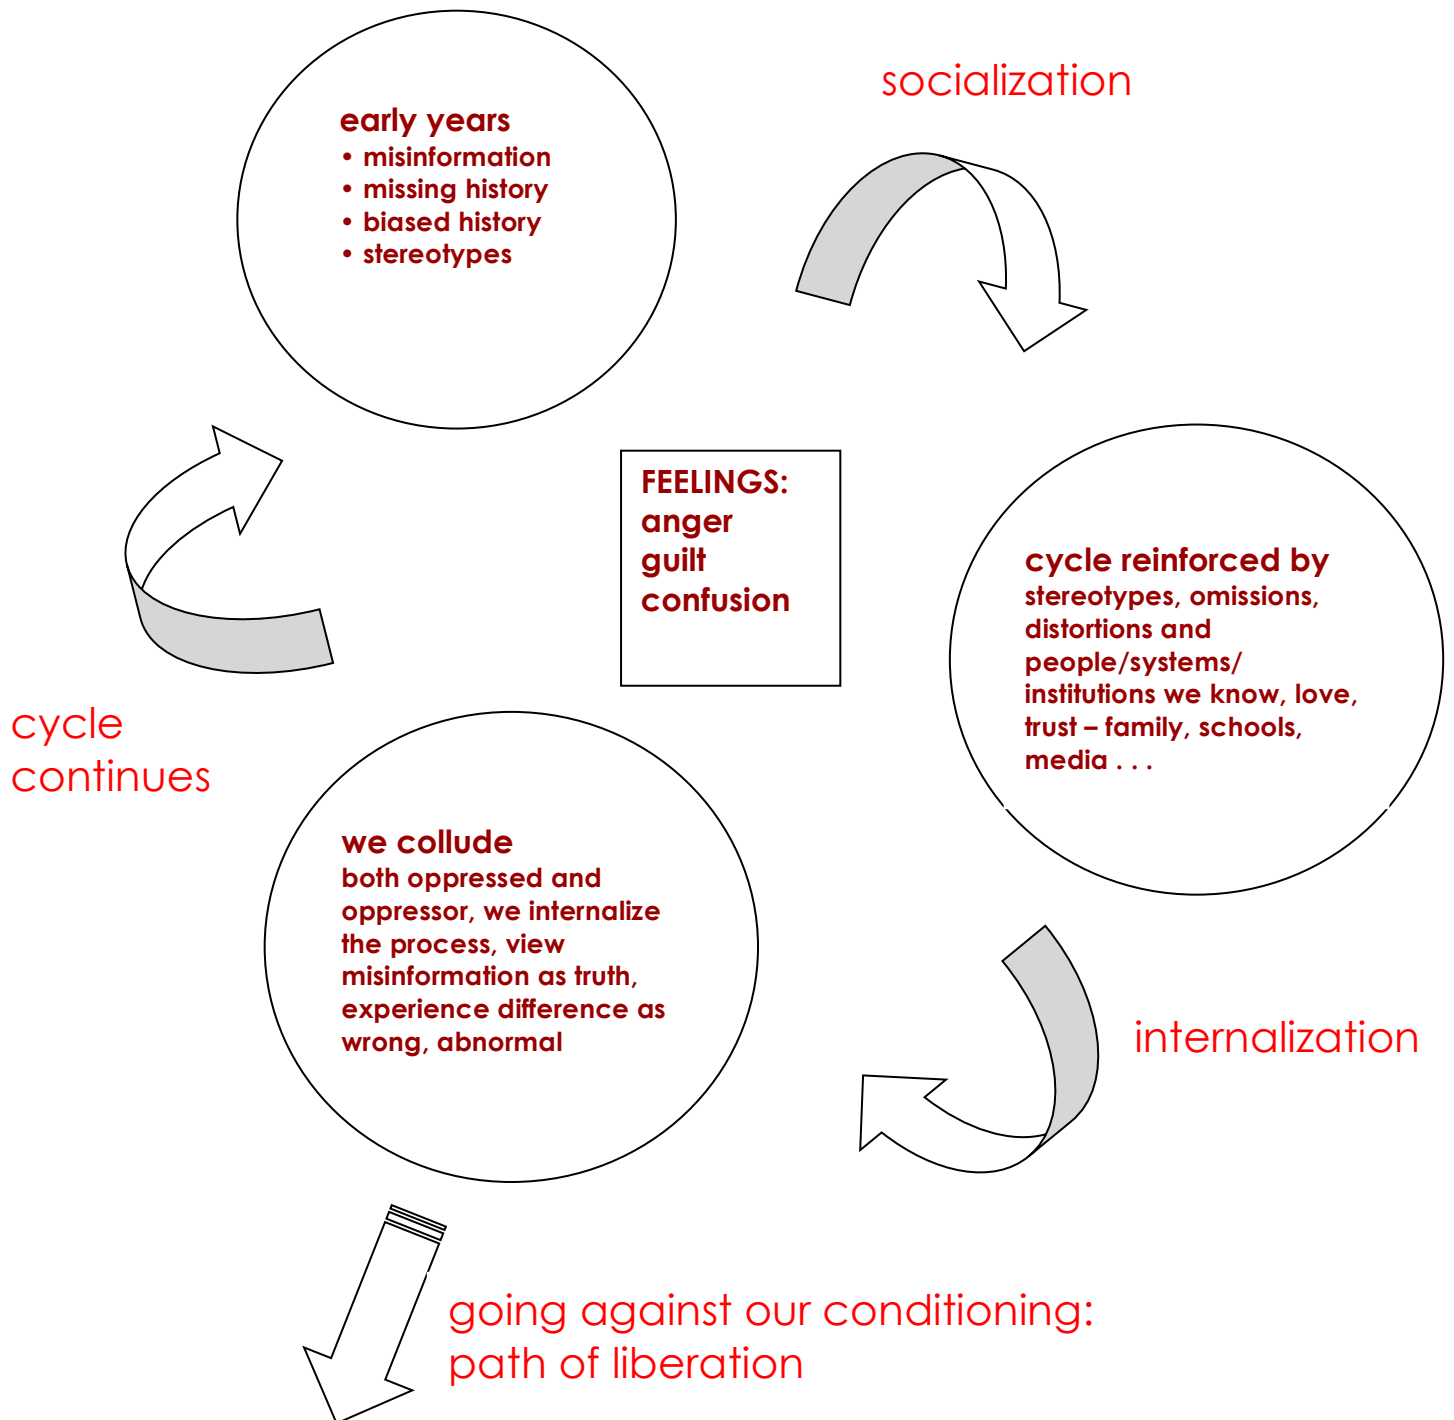 socialization
early years
• misinformation
• missing history
• biased history
• stereotypes
FEELINGS:
anger
guilt
confusion
cycle reinforced by
stereotypes, omissions,
distortions and
people/systems/
institutions we know, love,
trust – family, schools,
media . . .
cycle
continues
we collude
both oppressed and
oppressor, we internalize
the process, view
misinformation as truth,
experience difference as
wrong, abnormal
internalization
going against our conditioning:
path of liberation